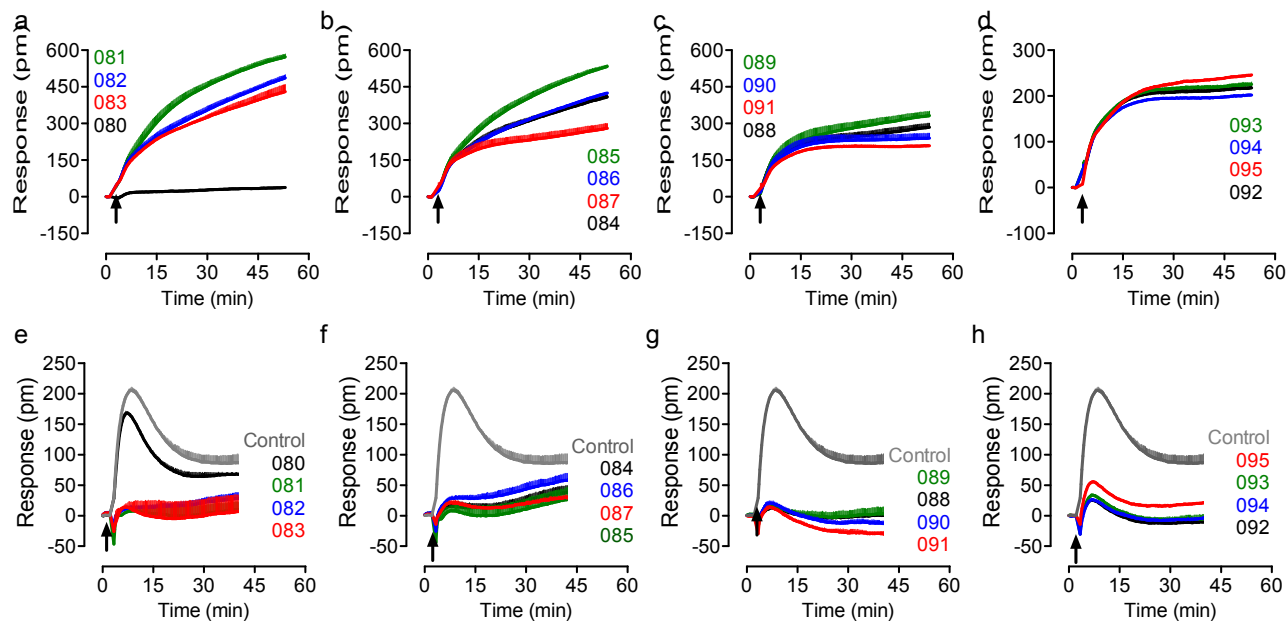 a
Response (pm)
600
450
300
150
0
-150
081
082
083
080
0 15 30 45 60
Time (min)
b
Response (pm)
600
450
300
150
0
-150
085
086
087
084
0 15 30 45 60
Time (min)
c
Response (pm)
600
450
300
150
0
-150
089
090
091
088
0 15 30 45 60
Time (min)
d
Response (pm)
300
200
100
0
-100
093
094
095
092
0 15 30 45 60
Time (min)
e
Response (pm)
250
200
150
100
50
0
-50
Control
080
081
082
083
0 15 30 45 60
Time (min)
f
Response (pm)
250
200
150
100
50
0
-50
Control
084
086
087
085
0 15 30 45 60
Time (min)
g
Response (pm)
250
200
150
100
50
0
-50
Control
089
088
090
091
0 15 30 45 60
Time (min)
h
Response (pm)
250
200
150
100
50
0
-50
Control
095
093
094
092
0 15 30 45 60
Time (min)